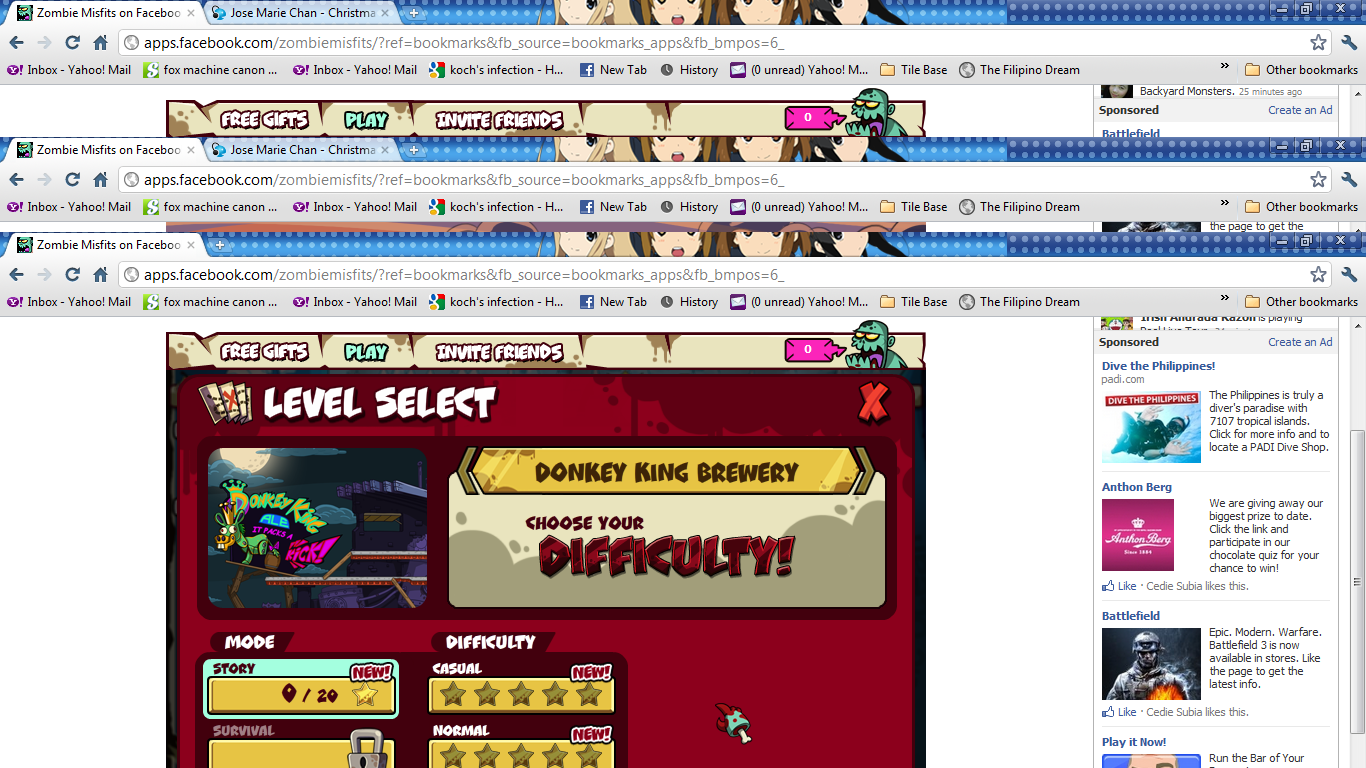 Zombie Misfits on Faceboo
Jose Marie Chan - Christma
apps.facebook.com/zombiemisfits/?ref=bookmarks&fb_source=bookmarks_apps&fb_bmpos=6_
Inbox - Yahoo! Mail fox machine canon ... Inbox - Yahoo! Mail koch's infection - H... New Tab History (0 unread) Yahoo! M... Tile Base The Filipino Dream » Other bookmarks
Backyard Monsters. 25 minutes ago
FREE GIFTS PLAY INVITE FRIENDS 0
Sponsored Create an Ad
Battlefield
Zombie Misfits on Faceboo
Jose Marie Chan - Christma
apps.facebook.com/zombiemisfits/?ref=bookmarks&fb_source=bookmarks_apps&fb_bmpos=6_
Inbox - Yahoo! Mail fox machine canon ... Inbox - Yahoo! Mail koch's infection - H... New Tab History (0 unread) Yahoo! M... Tile Base The Filipino Dream » Other bookmarks
the page to get the
Zombie Misfits on Faceboo
apps.facebook.com/zombiemisfits/?ref=bookmarks&fb_source=bookmarks_apps&fb_bmpos=6_
Inbox - Yahoo! Mail fox machine canon ... Inbox - Yahoo! Mail koch's infection - H... New Tab History (0 unread) Yahoo! M... Tile Base The Filipino Dream » Other bookmarks
FREE GIFTS PLAY INVITE FRIENDS 0
LEVEL SELECT
DONKEY KING
ALE
IT PACKS A
KICK!
DONKEY KING BREWERY
CHOOSE YOUR
DIFFICULTY!
MODE
DIFFICULTY
STORY NEW!
0 / 20
CASUAL NEW!
SURVIVAL
NORMAL NEW!
Irish Andrada Razon is playing
Sponsored Create an Ad
Dive the Philippines!
padi.com
DIVE THE PHILIPPINES
The Philippines is truly a
diver's paradise with
7107 tropical islands.
Click for more info and to
locate a PADI Dive Shop.
Anthon Berg
Anthon Berg
Since 1884
We are giving away our
biggest prize to date.
Click the link and
participate in our
chocolate quiz for your
chance to win!
Like · Cedie Subia likes this.
Battlefield
Epic. Modern. Warfare.
Battlefield 3 is now
available in stores. Like
the page to get the
latest info.
Like · Cedie Subia likes this.
Play it Now!
Run the Bar of Your